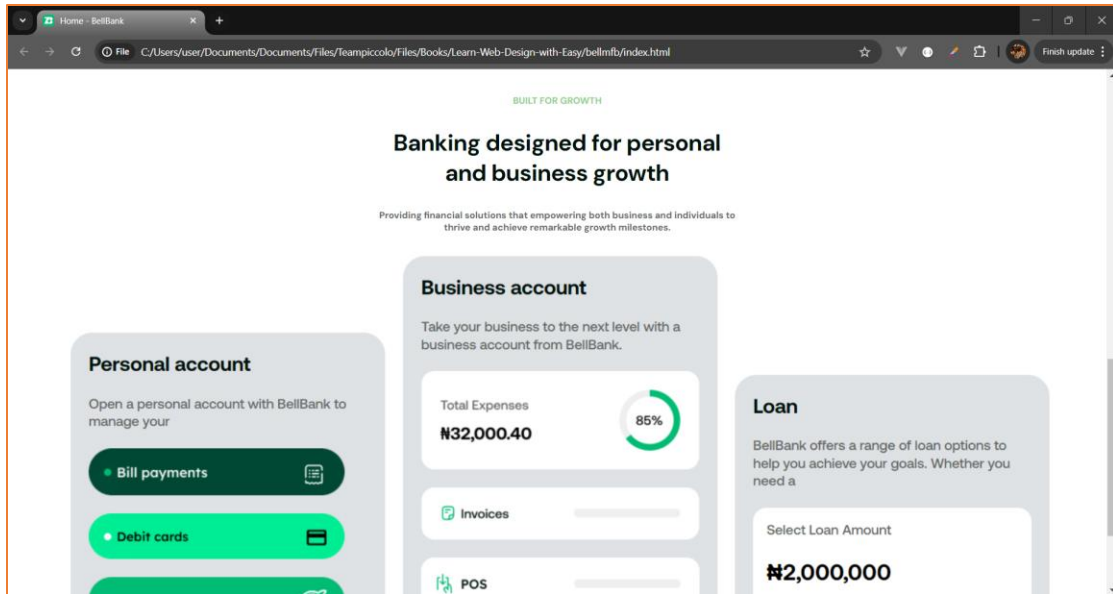 Home - BellBank
File
C:/Users/user/Documents/Documents/Files/Teampiccolo/Files/Books/Learn-Web-Design-with-Easy/bellmfb/index.html
Finish update
BUILT FOR GROWTH
Banking designed for personal
and business growth
Providing financial solutions that empowering both business and individuals to
thrive and achieve remarkable growth milestones.
Personal account
Open a personal account with BellBank to
manage your
Bill payments
Debit cards
Business account
Take your business to the next level with a
business account from BellBank.
Total Expenses
₦32,000.40
85%
Invoices
POS
Loan
BellBank offers a range of loan options to
help you achieve your goals. Whether you
need a
Select Loan Amount
₦2,000,000